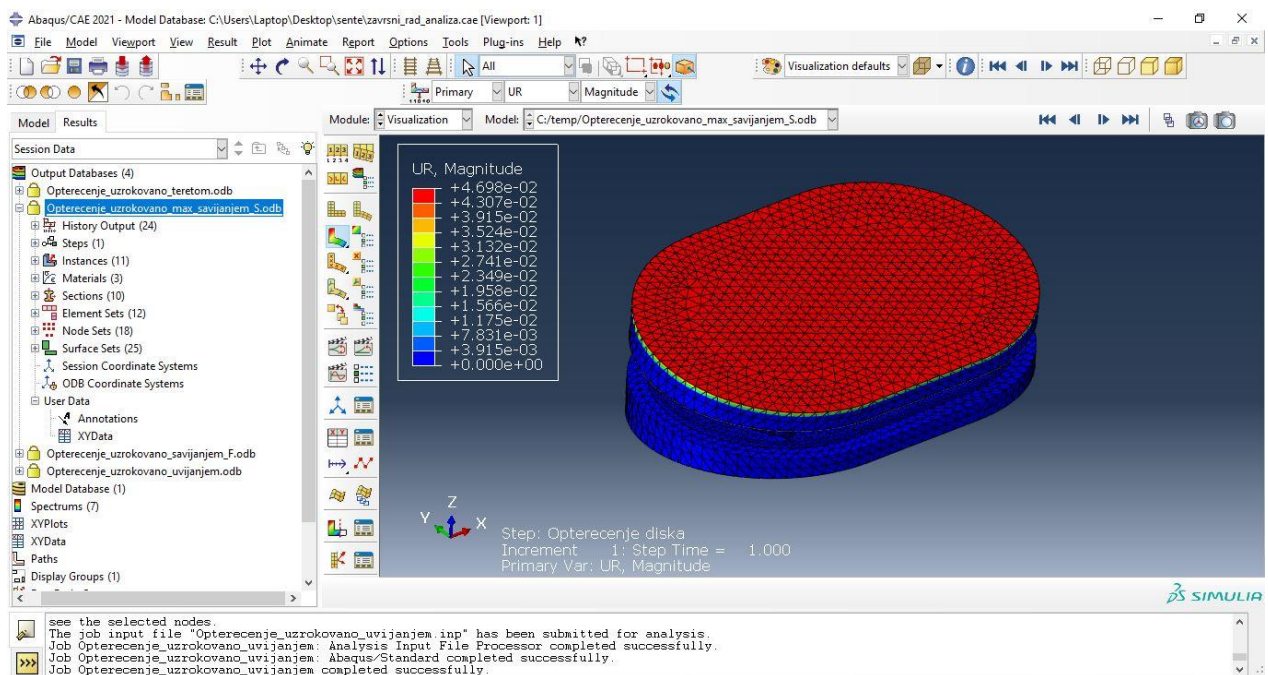 Abaqus/CAE 2021 - Model Database: C:\Users\Laptop\Desktop\sente\zavrsni_rad_analiza.cae [Viewport: 1]
File Model Viewport View Result Plot Animate Report Options Tools Plug-ins Help
All
Visualization defaults
Primary UR Magnitude
Model Results
Module: Visualization Model: C:/temp/Opterecenje_uzrokovano_max_savijanjem_S.odb
Session Data
Output Databases (4)
Opterecenje_uzrokovano_teretom.odb
Opterecenje_uzrokovano_max_savijanjem_S.odb
History Output (24)
Steps (1)
Instances (11)
Materials (3)
Sections (10)
Element Sets (12)
Node Sets (18)
Surface Sets (25)
Session Coordinate Systems
ODB Coordinate Systems
User Data
Annotations
XYData
Opterecenje_uzrokovano_savijanjem_F.odb
Opterecenje_uzrokovano_uvijanjem.odb
Model Database (1)
Spectrums (7)
XYPlots
XYData
Paths
Display Groups (1)
UR, Magnitude
+4.698e-02
+4.307e-02
+3.915e-02
+3.524e-02
+3.132e-02
+2.741e-02
+2.349e-02
+1.958e-02
+1.566e-02
+1.175e-02
+7.831e-03
+3.915e-03
+0.000e+00
Z
Y X
Step: Opterecenje diska
Increment 1: Step Time = 1.000
Primary Var: UR, Magnitude
SIMULIA
see the selected nodes.
The job input file "Opterecenje_uzrokovano_uvijanjem.inp" has been submitted for analysis.
Job Opterecenje_uzrokovano_uvijanjem: Analysis Input File Processor completed successfully.
Job Opterecenje_uzrokovano_uvijanjem: Abaqus/Standard completed successfully.
Job Opterecenje_uzrokovano_uvijanjem completed successfully.